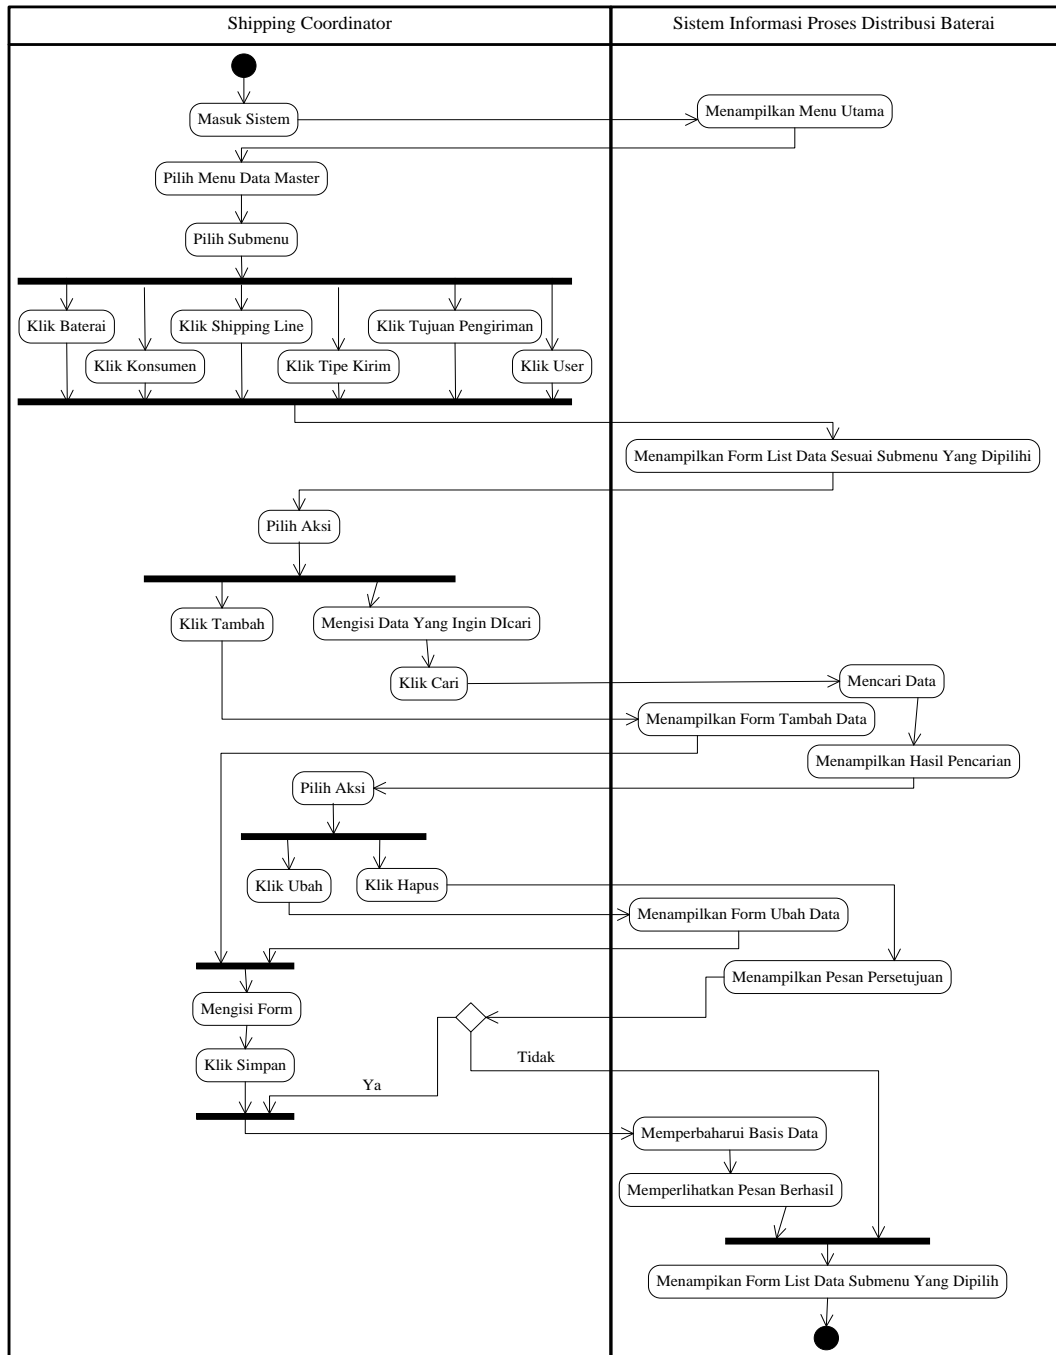 Shipping Coordinator
Sistem Informasi Proses Distribusi Baterai
Masuk Sistem
Menampilkan Menu Utama
Pilih Menu Data Master
Pilih Submenu
Klik Baterai
Klik Shipping Line
Klik Tujuan Pengiriman
Klik Konsumen
Klik Tipe Kirim
Klik User
Menampilkan Form List Data Sesuai Submenu Yang Dipilihi
Pilih Aksi
Klik Tambah
Mengisi Data Yang Ingin DIcari
Klik Cari
Mencari Data
Menampilkan Form Tambah Data
Menampilkan Hasil Pencarian
Pilih Aksi
Klik Ubah
Klik Hapus
Menampilkan Form Ubah Data
Menampilkan Pesan Persetujuan
Mengisi Form
Klik Simpan
Tidak
Ya
Memperbaharui Basis Data
Memperlihatkan Pesan Berhasil
Menampikan Form List Data Submenu Yang Dipilih